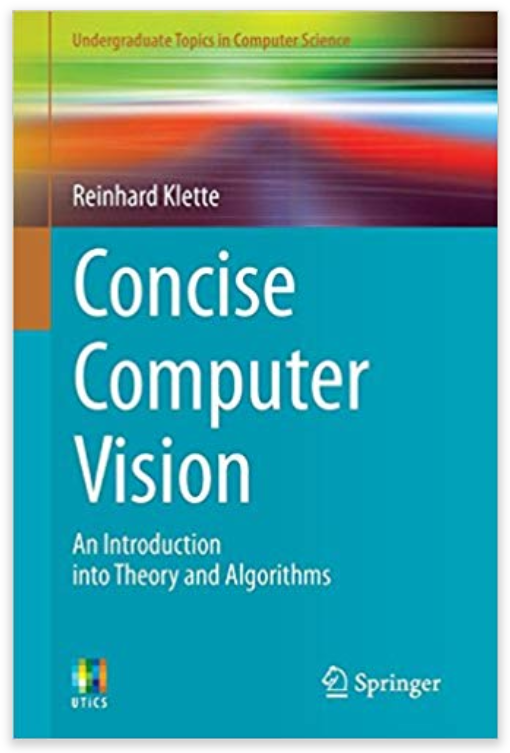 Undergraduate Topics in Computer Science
Reinhard Klette
Concise
Computer
Vision
An Introduction
into Theory and Algorithms
UTiCS
Springer